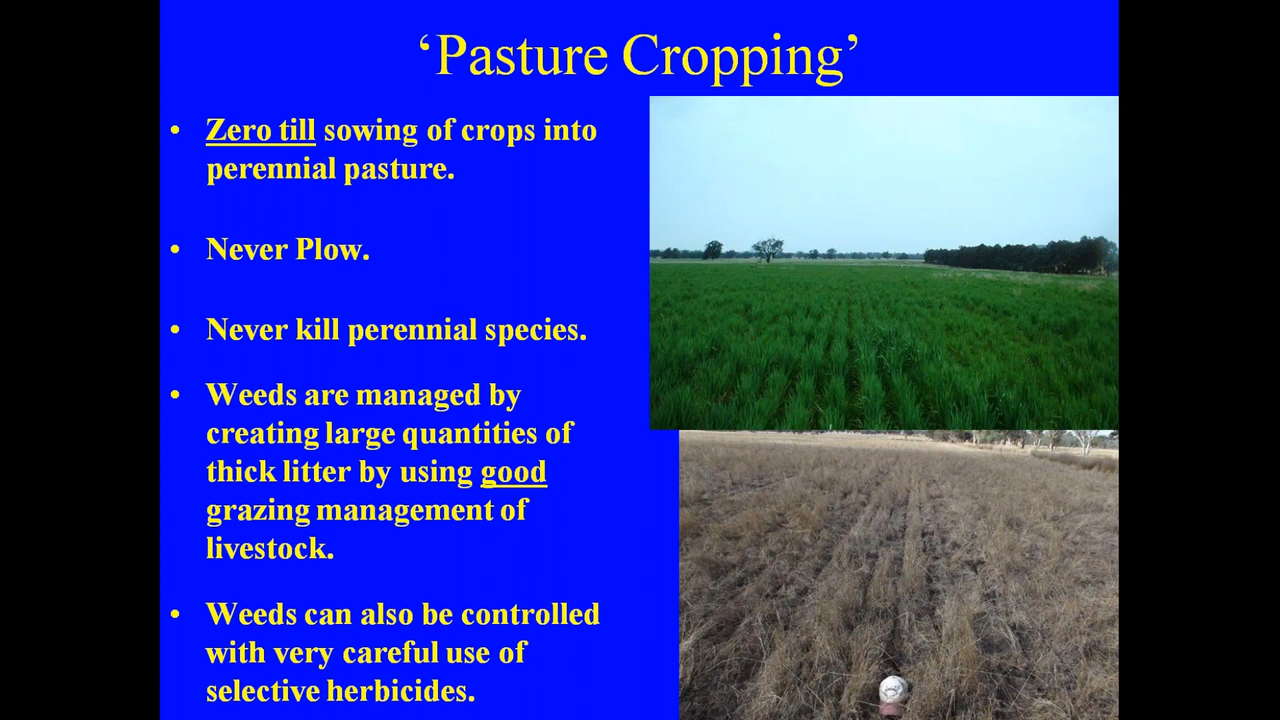 ‘Pasture Cropping’
• Zero till sowing of crops into
perennial pasture.
• Never Plow.
• Never kill perennial species.
• Weeds are managed by
creating large quantities of
thick litter by using good
grazing management of
livestock.
• Weeds can also be controlled
with very careful use of
selective herbicides.